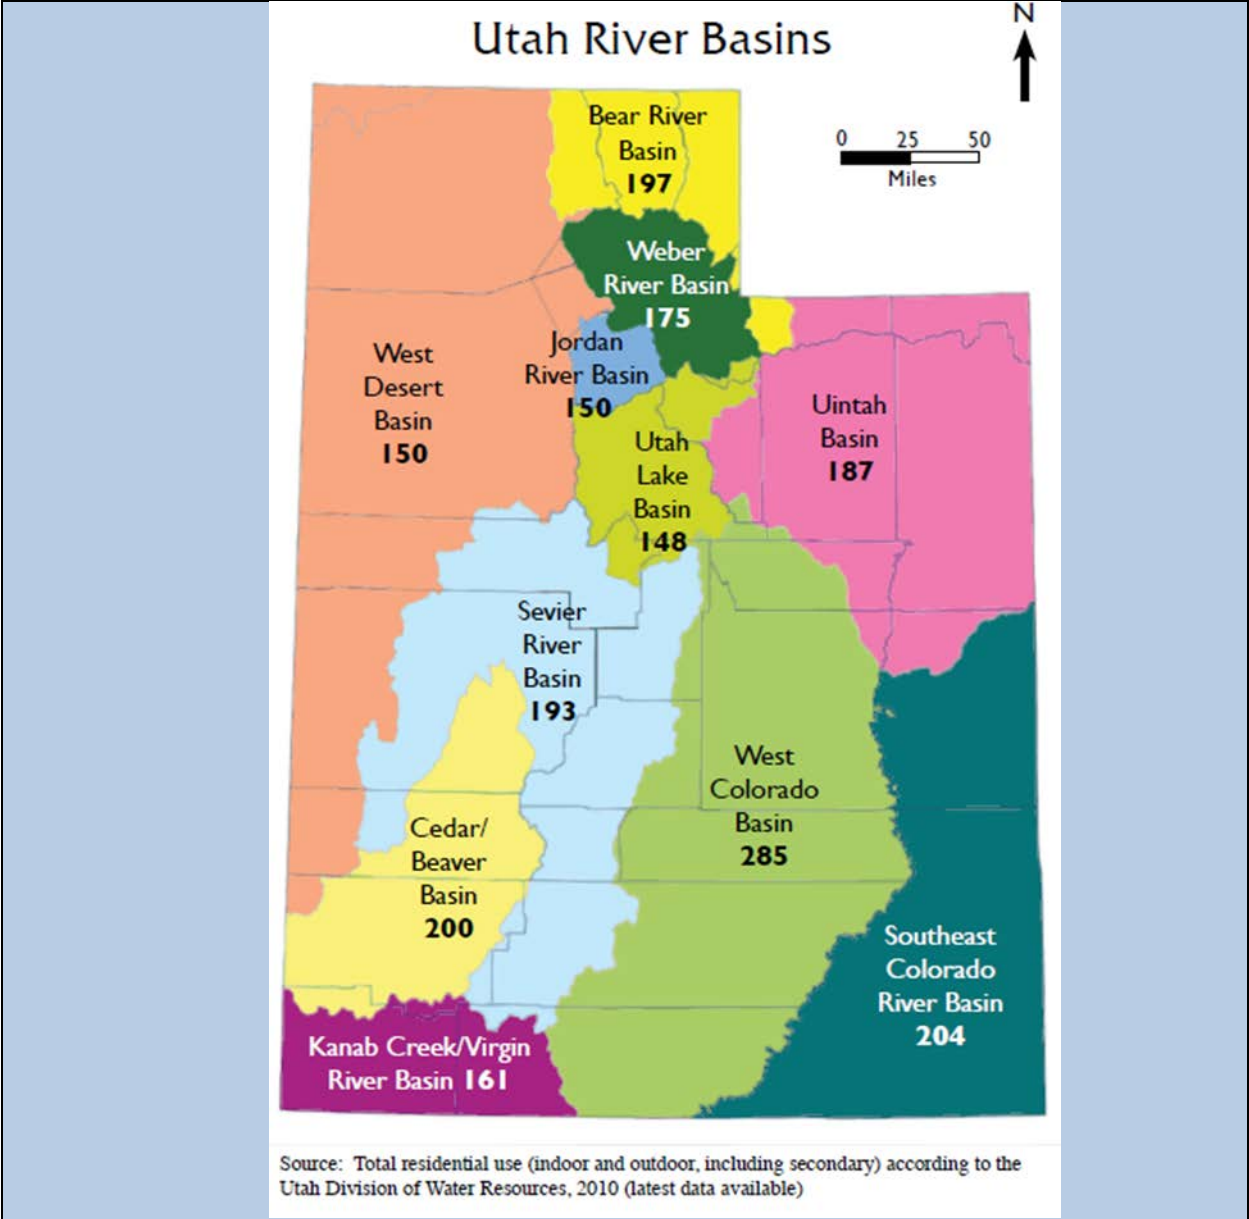 Utah River Basins
N
0 25 50
Miles
Bear River
Basin
197
Weber
River Basin
175
Jordan
River Basin
150
West
Desert
Basin
150
Uintah
Basin
187
Utah
Lake
Basin
148
Sevier
River
Basin
193
West
Colorado
Basin
285
Cedar/
Beaver
Basin
200
Southeast
Colorado
River Basin
204
Kanab Creek/Virgin
River Basin 161
Source: Total residential use (indoor and outdoor, including secondary) according to the
Utah Division of Water Resources, 2010 (latest data available)